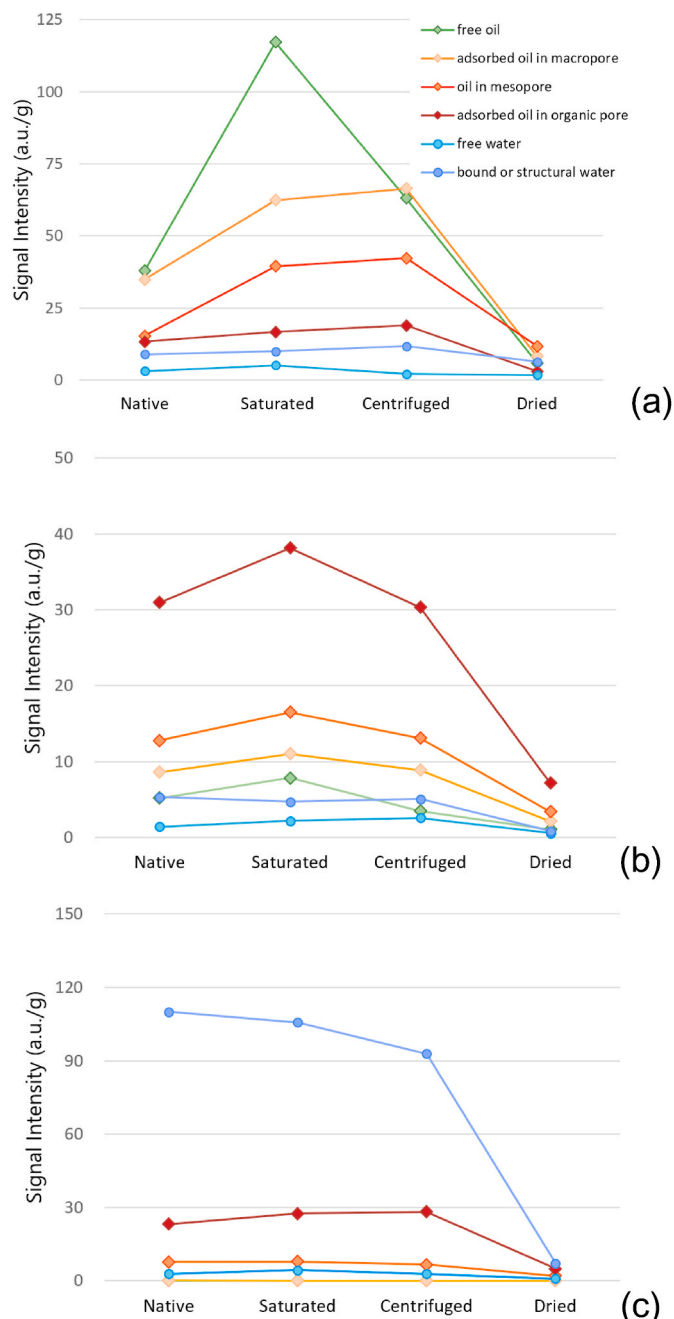 125
100
75
50
25
0
Signal Intensity (a.u./g)
free oil
adsorbed oil in macropore
oil in mesopore
adsorbed oil in organic pore
free water
bound or structural water
Native Saturated Centrifuged Dried
(a)
50
40
30
20
10
0
Signal Intensity (a.u./g)
Native Saturated Centrifuged Dried
(b)
150
120
90
60
30
0
Signal Intensity (a.u./g)
Native Saturated Centrifuged Dried
(c)